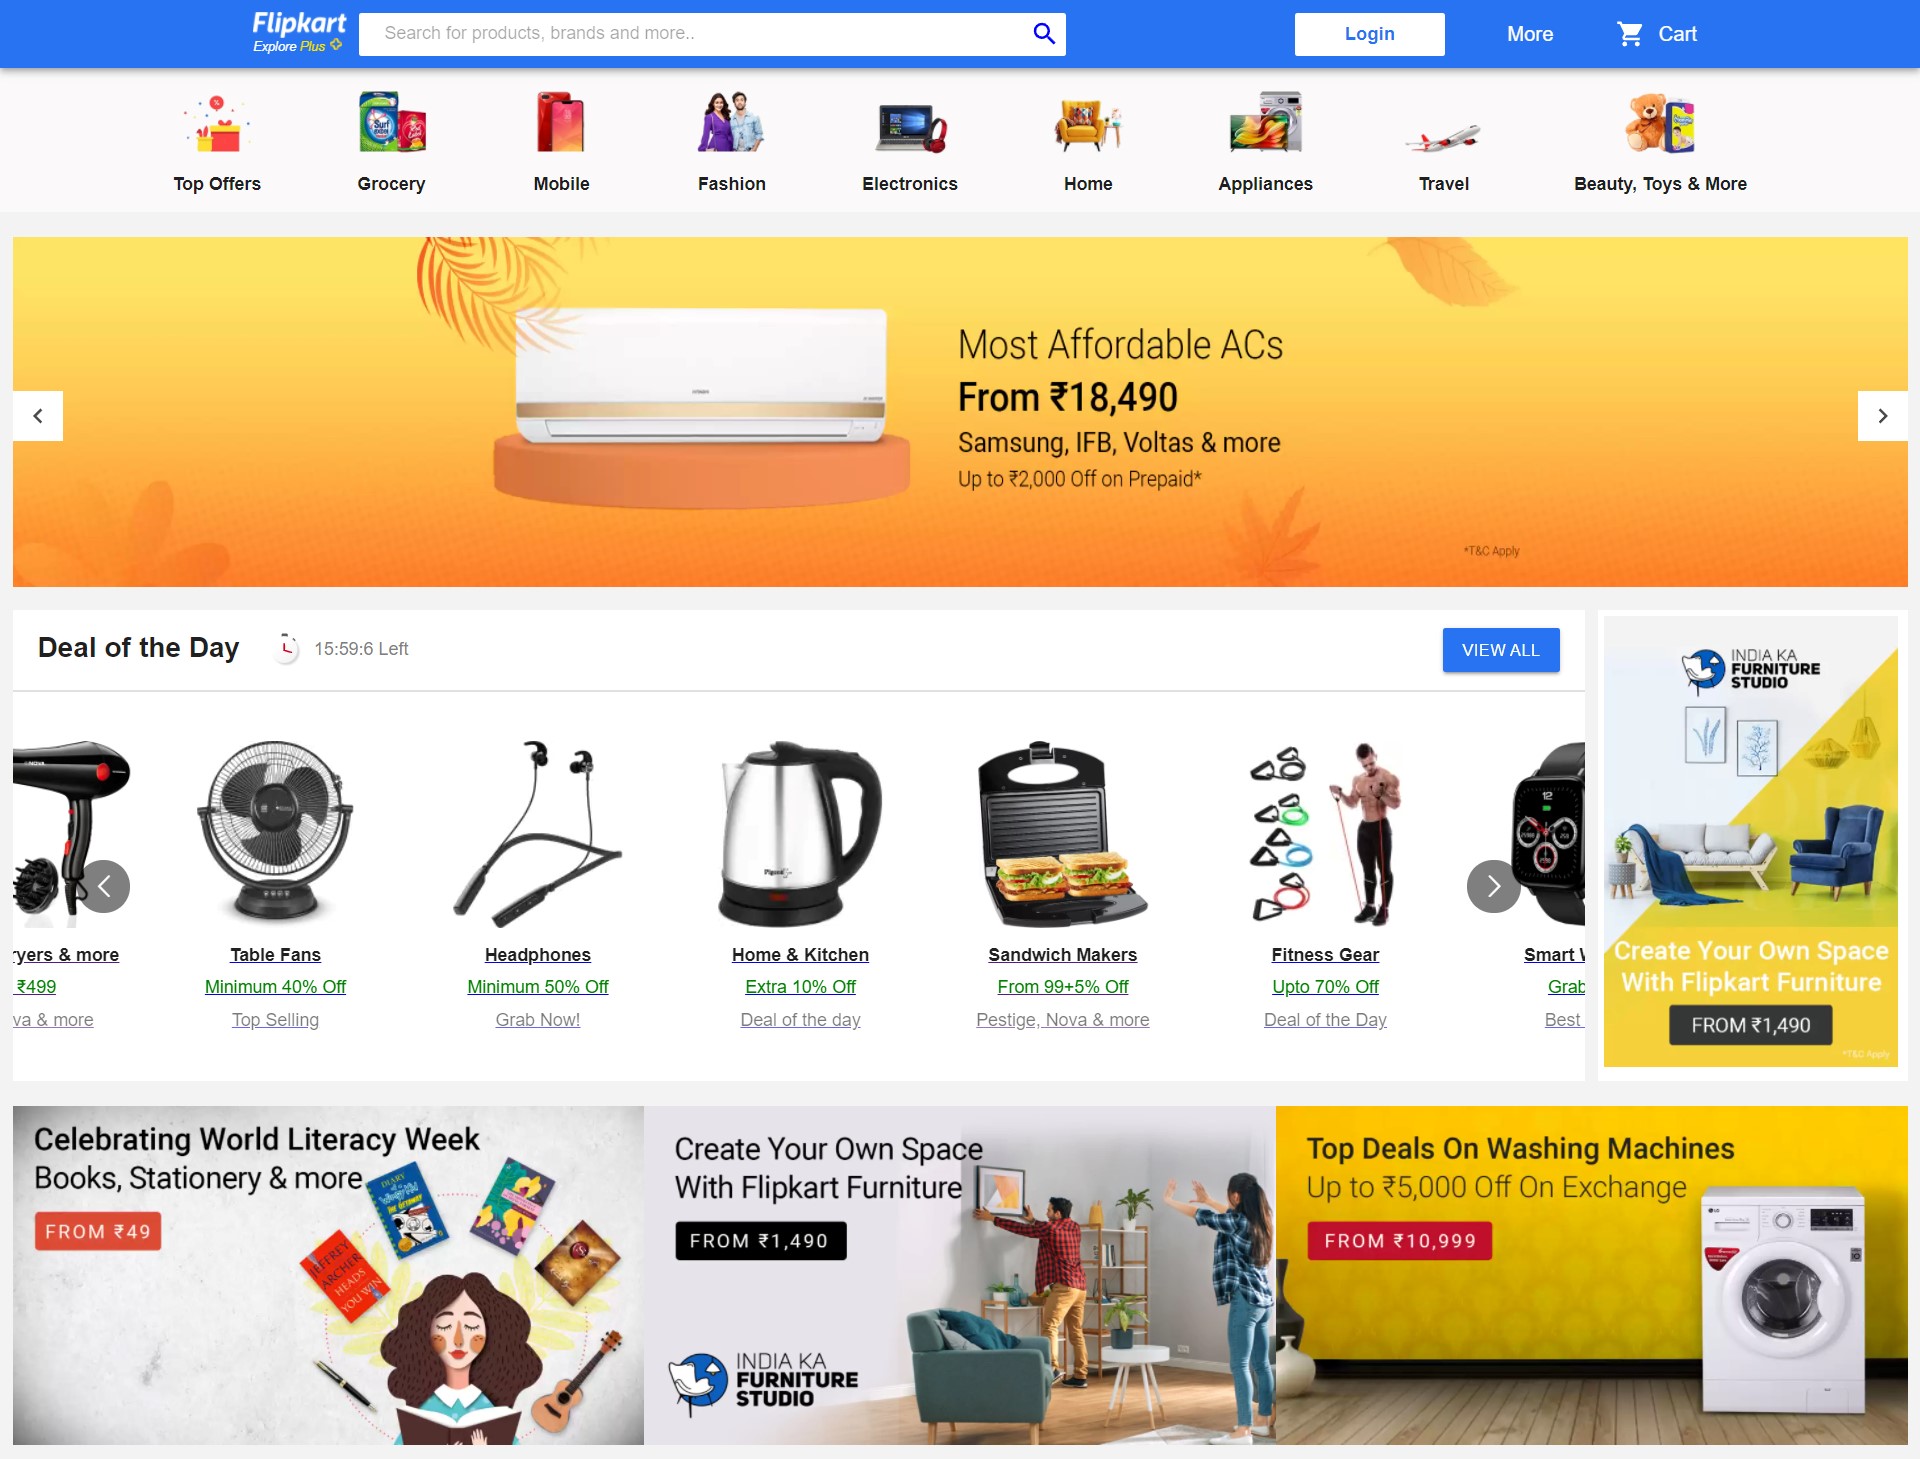 Flipkart
Explore Plus
Search for products, brands and more..
Login
More
Cart
Top Offers
Grocery
Mobile
Fashion
Electronics
Home
Appliances
Travel
Beauty, Toys & More
Most Affordable ACs
From ₹18,490
Samsung, IFB, Voltas & more
Up to ₹2,000 Off on Prepaid*
*T&C Apply
Deal of the Day
15:59:6 Left
VIEW ALL
ryers & more
₹499
va & more
Table Fans
Minimum 40% Off
Top Selling
Headphones
Minimum 50% Off
Grab Now!
Home & Kitchen
Extra 10% Off
Deal of the day
Sandwich Makers
From 99+5% Off
Pestige, Nova & more
Fitness Gear
Upto 70% Off
Deal of the Day
Smart
Grab
Best
INDIA KA
FURNITURE
STUDIO
Create Your Own Space
With Flipkart Furniture
FROM ₹1,490
*T&C Apply
Celebrating World Literacy Week
Books, Stationery & more
FROM ₹49
JEFFREY
ARCHER
HEADS
YOU WIN
Create Your Own Space
With Flipkart Furniture
FROM ₹1,490
INDIA KA
FURNITURE
STUDIO
Top Deals On Washing Machines
Up to ₹5,000 Off On Exchange
FROM ₹10,999
LG